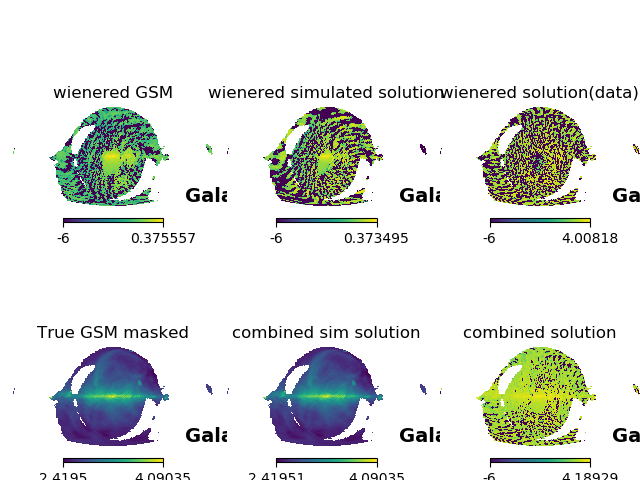 wienered GSM
wienered simulated solution
wienered solution(data)
Gala
Gala
Ga
-6 0.375557
-6 0.373495
-6 4.00818
True GSM masked
combined sim solution
combined solution
Gala
Gala
Ga
2.4195 4.09035
2.41951 4.09035
-6 4.18929